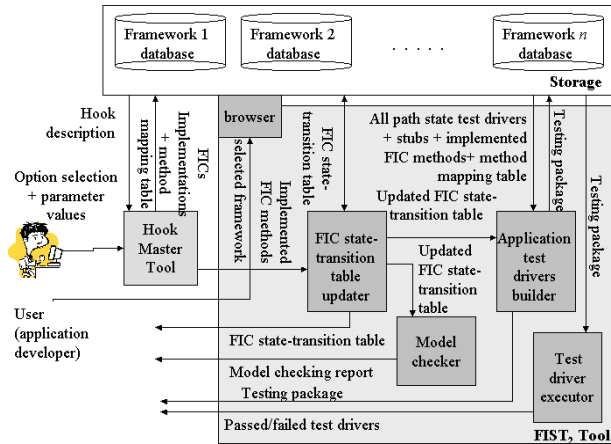 Framework 1
database
Framework 2
database
. . . . .
Framework n
database
Storage
Hook
description
Implementations
+ method
mapping table
FICs
browser
selected framework
Implemented
FIC methods
FIC state-
transition table
All path state test drivers
+ stubs + implemented
FIC methods+ method
mapping table
Updated FIC state-
transition table
Testing package
Testing package
Option selection
+ parameter
values
Hook
Master
Tool
FIC state-
transition
table
updater
Updated
FIC state-
transition
table
Application
test
drivers
builder
User
(application
developer)
FIC state-transition table
Model
checker
Model checking report
Testing package
Test
driver
executor
Passed/failed test drivers
FIST, Tool